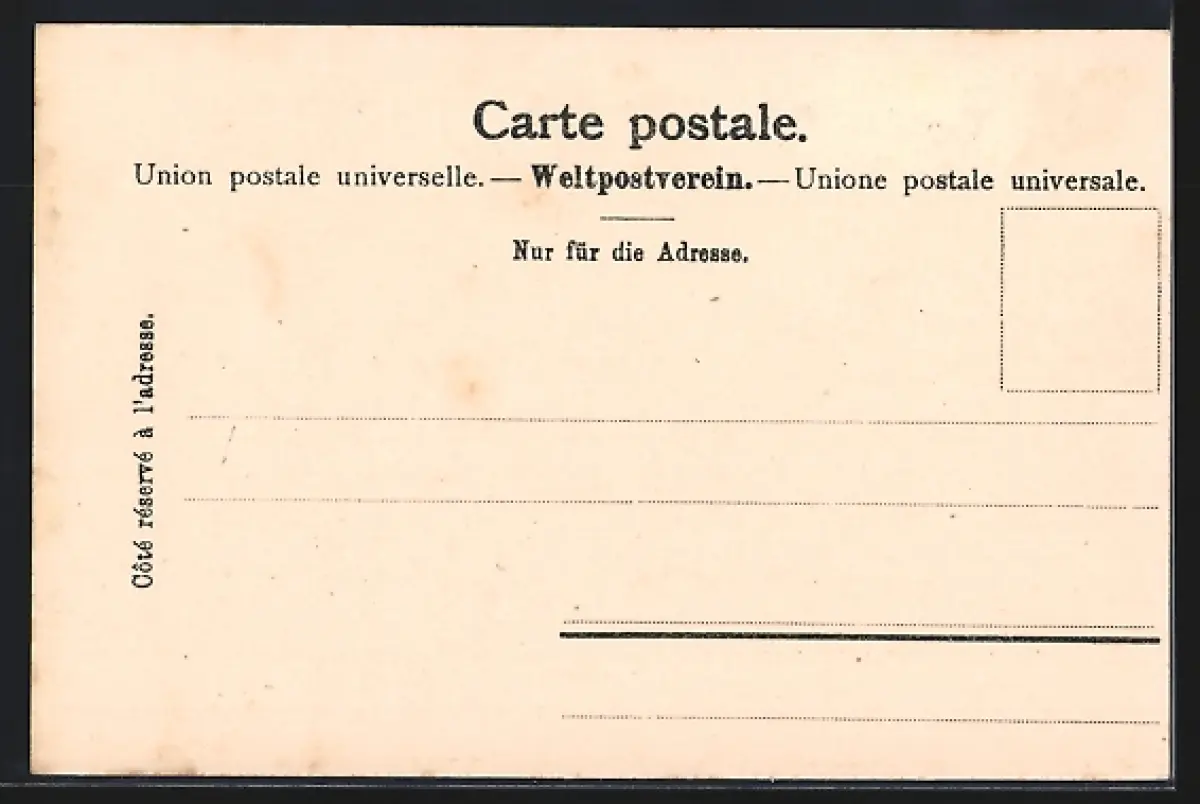 Carte postale.
Union postale universelle. — Weltpostverein. — Unione postale universale.
Nur für die Adresse.
Côté réservé à l'adresse.